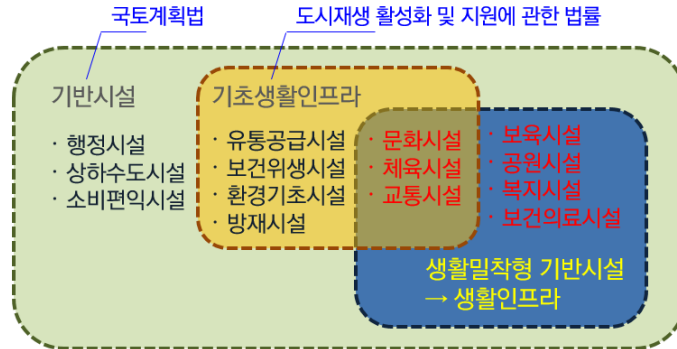 국토계획법
도시재생 활성화 및 지원에 관한 법률
기반시설
· 행정시설
· 상하수도시설
· 소비편익시설
기초생활인프라
· 유통공급시설
· 보건위생시설
· 환경기초시설
· 방재시설
· 문화시설
· 체육시설
· 교통시설
· 보육시설
· 공원시설
· 복지시설
· 보건의료시설
생활밀착형 기반시설
→ 생활인프라